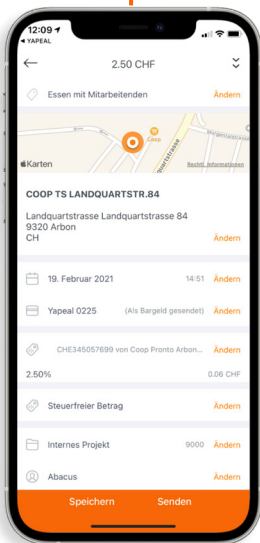 12:09
◀ YAPEAL
2.50 CHF
Essen mit Mitarbeitenden Ändern
Coop
Karten
Rechtl. Informationen
COOP TS LANDQUARTSTR.84
Landquartstrasse Landquartstrasse 84
9320 Arbon
CH Ändern
19. Februar 2021 14:51 Ändern
Yapeal 0225 (Als Bargeld gesendet) Ändern
CHE345057699 von Coop Pronto Arbon... Ändern
2.50% 0.06 CHF
Steuerfreier Betrag Ändern
Internes Projekt 9000 Ändern
Abacus Ändern
Speichern Senden